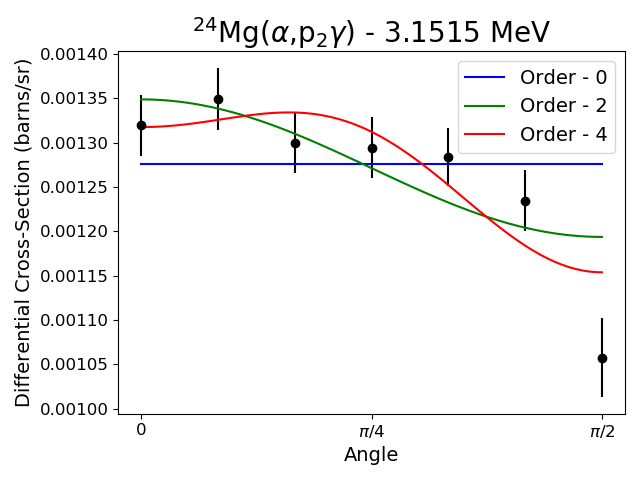 ²⁴Mg(α,p₂γ) - 3.1515 MeV
Differential Cross-Section (barns/sr)
0.00140
0.00135
0.00130
0.00125
0.00120
0.00115
0.00110
0.00105
0.00100
Order - 0
Order - 2
Order - 4
0
π/4
π/2
Angle